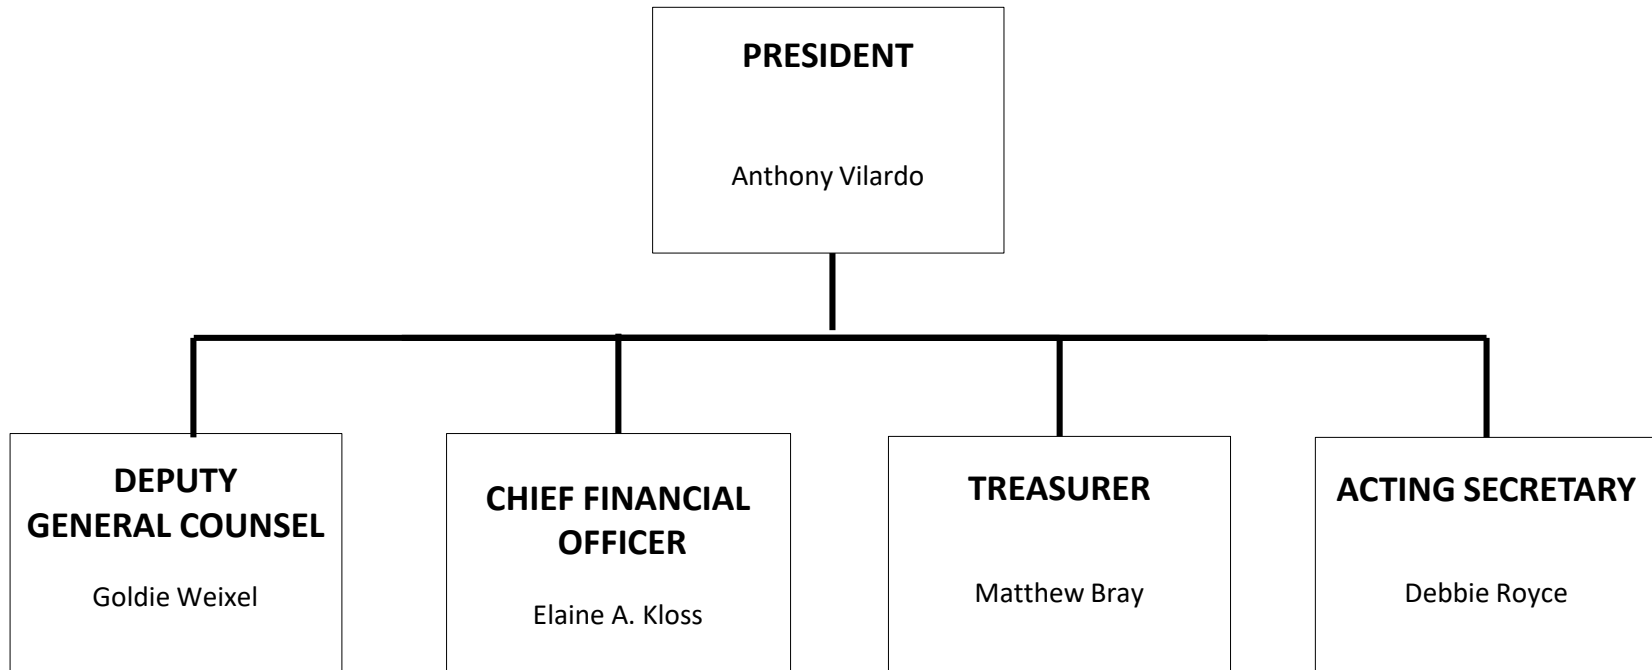 PRESIDENT
Anthony Vilardo
DEPUTY
GENERAL COUNSEL
Goldie Weixel
CHIEF FINANCIAL
OFFICER
Elaine A. Kloss
TREASURER
Matthew Bray
ACTING SECRETARY
Debbie Royce